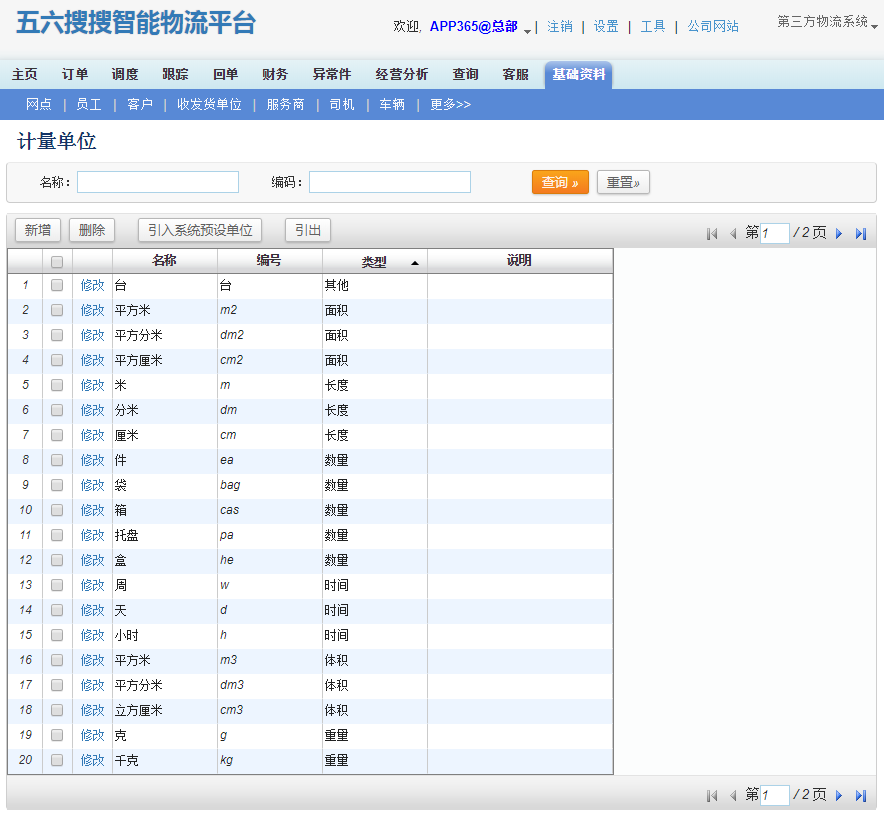 五六搜搜智能物流平台
欢迎, APP365@总部 | 注销 | 设置 | 工具 | 公司网站 第三方物流系统
主页 订单 调度 跟踪 回单 财务 异常件 经营分析 查询 客服 基础资料
网点 | 员工 | 客户 | 收发货单位 | 服务商 | 司机 | 车辆 | 更多>>
计量单位
名称: 编码: 查询 » 重置»
新增 删除 引入系统预设单位 引出 第 1 / 2 页
名称 编号 类型 说明
1 修改 台 台 其他
2 修改 平方米 m2 面积
3 修改 平方分米 dm2 面积
4 修改 平方厘米 cm2 面积
5 修改 米 m 长度
6 修改 分米 dm 长度
7 修改 厘米 cm 长度
8 修改 件 ea 数量
9 修改 袋 bag 数量
10 修改 箱 cas 数量
11 修改 托盘 pa 数量
12 修改 盒 he 数量
13 修改 周 w 时间
14 修改 天 d 时间
15 修改 小时 h 时间
16 修改 平方米 m3 体积
17 修改 平方分米 dm3 体积
18 修改 立方厘米 cm3 体积
19 修改 克 g 重量
20 修改 千克 kg 重量
第 1 / 2 页